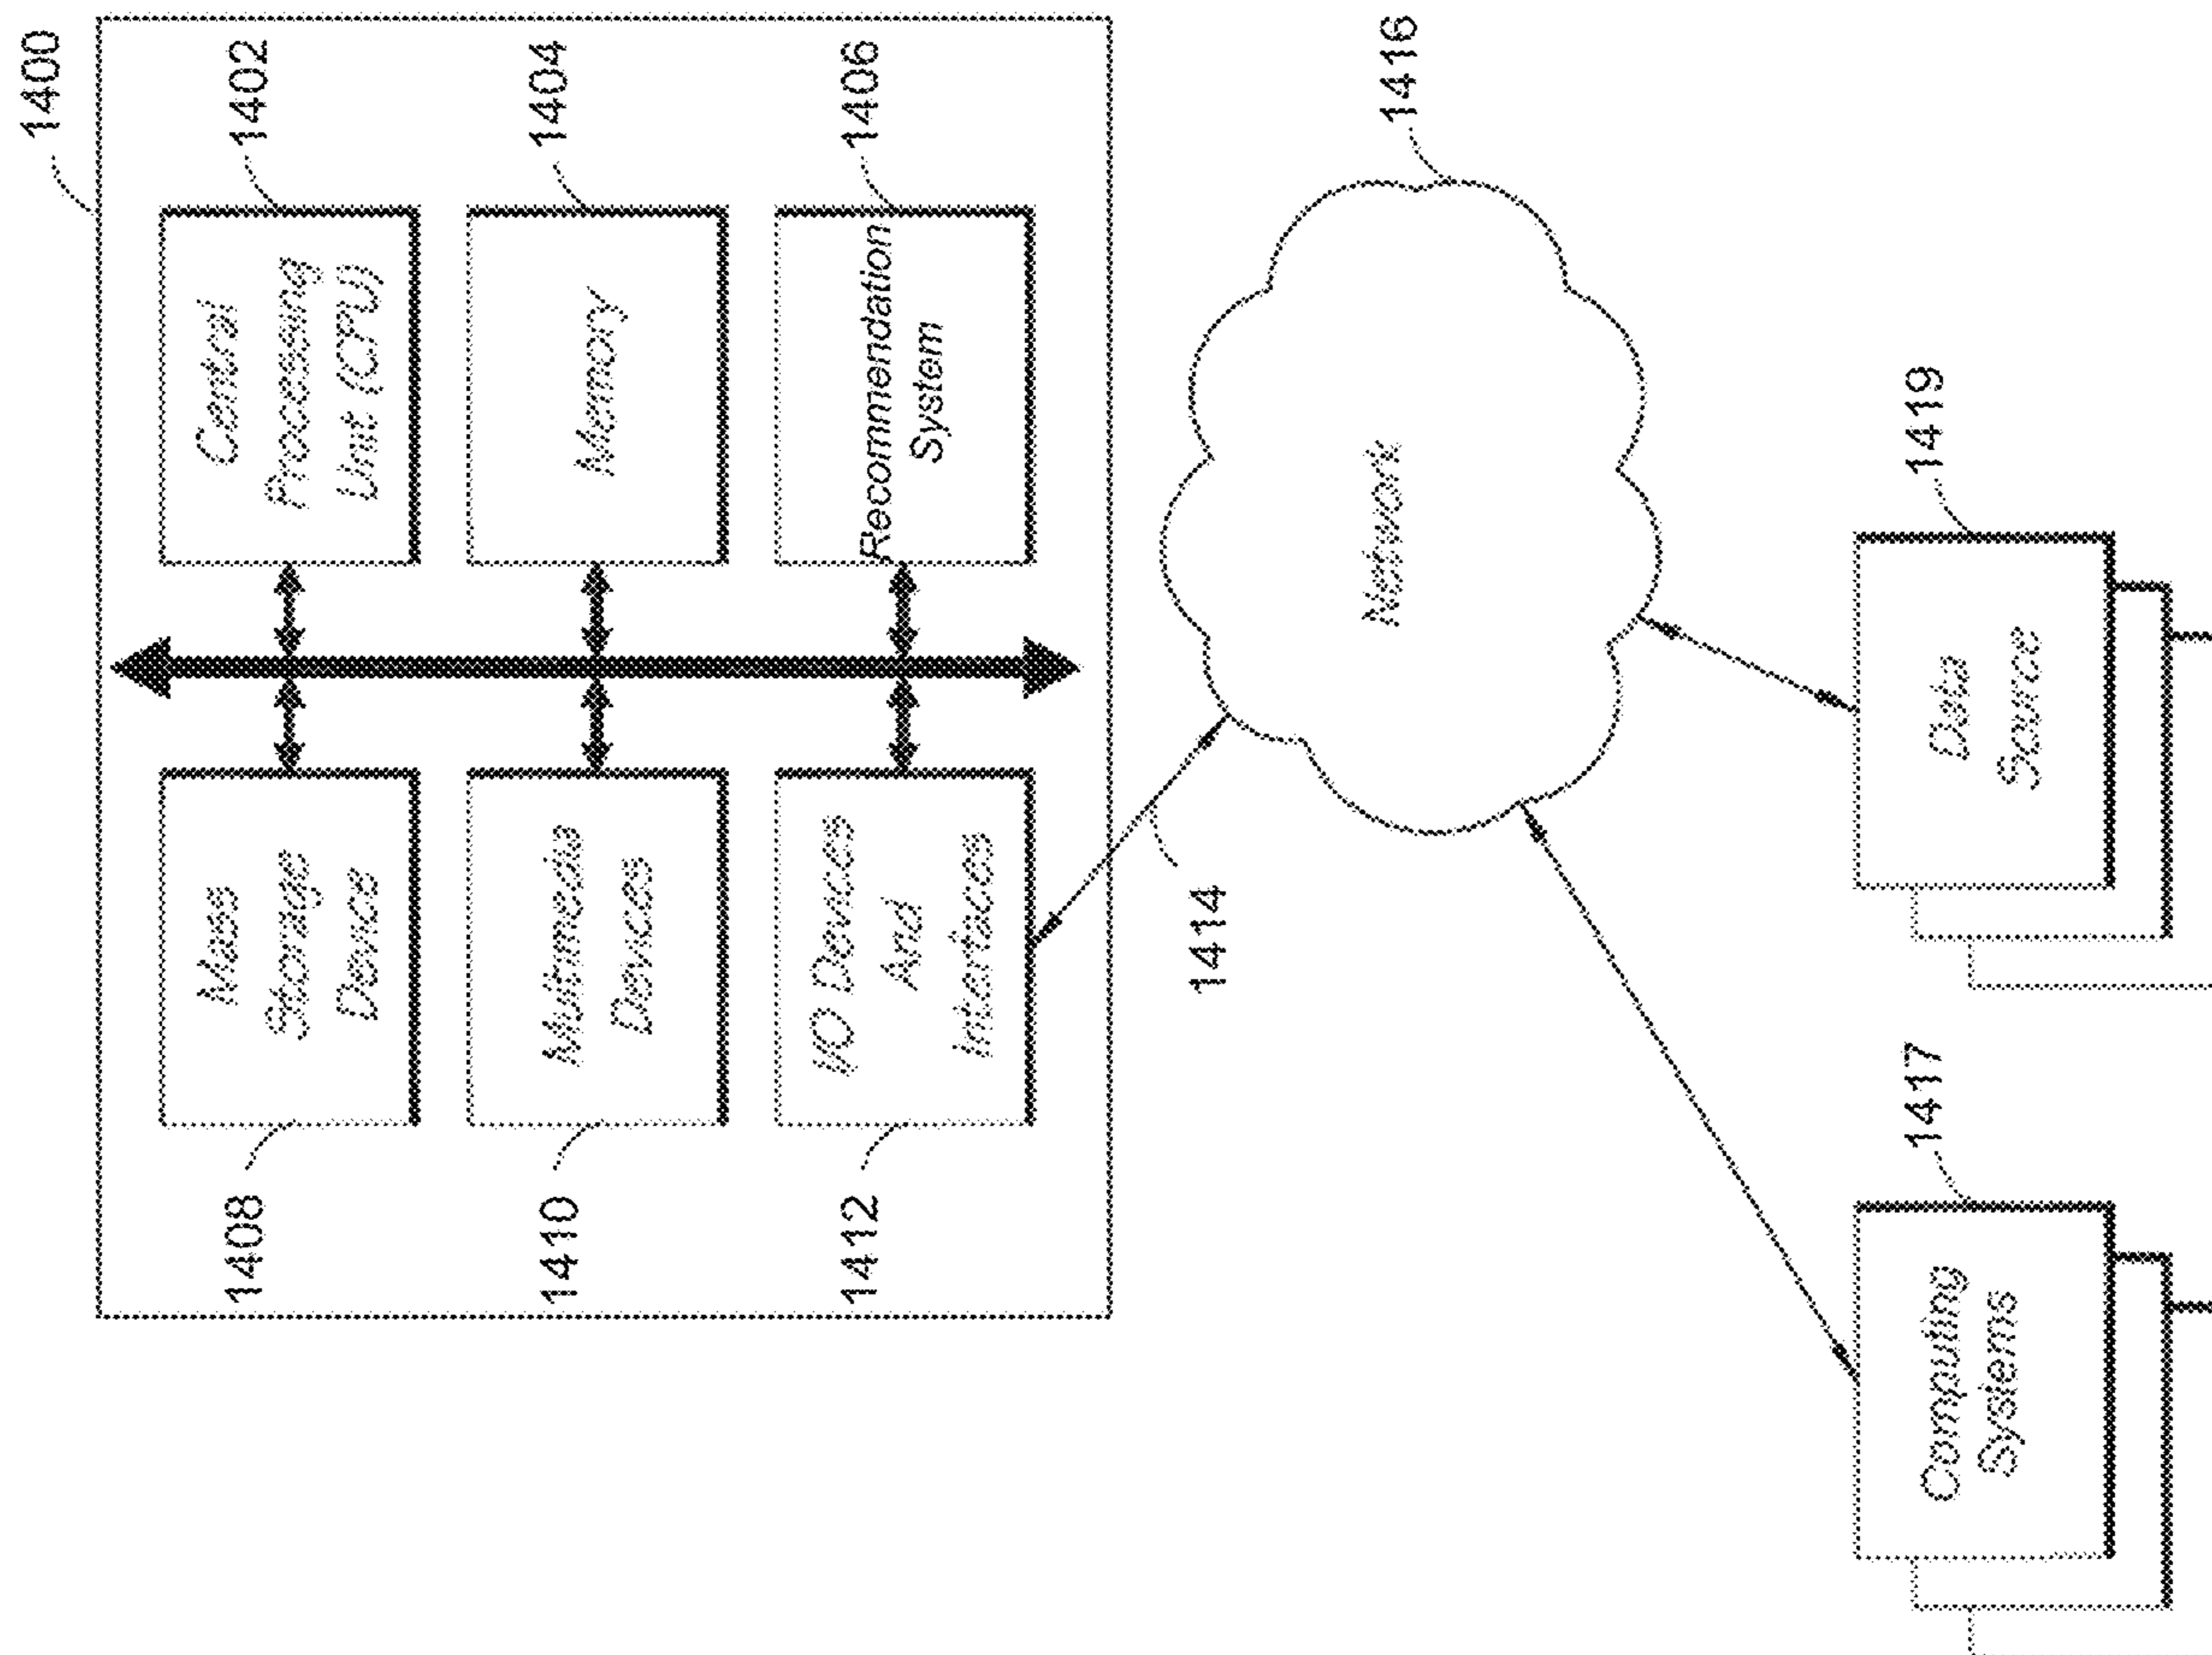 1400
1408
Mass
Storage
Device
Central
Processing
Unit (CPU)
1402
1410
Multimedia
Devices
Memory
1404
1412
I/O Devices
And
Interfaces
Recommendation
System
1406
1414
Network
1416
1417
Computing
Systems
1419
Data
Source